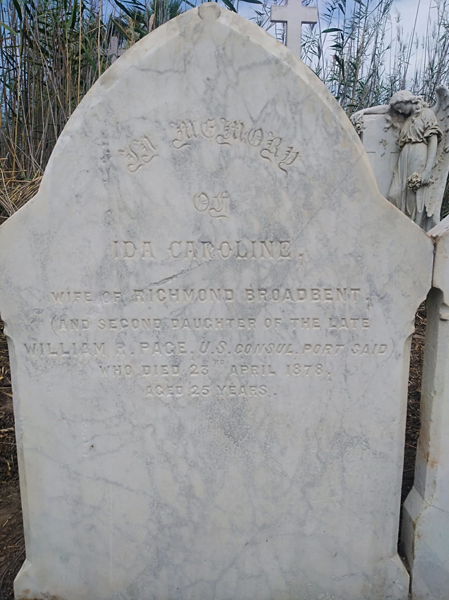 In MEMORY
Of
IDA CAROLINE,
WIFE OF RICHMOND BROADBENT,
(AND SECOND DAUGHTER OF THE LATE
WILLIAM R. PAGE, U.S. CONSUL, PORT SAID)
WHO DIED 23RD APRIL 1878,
AGED 25 YEARS.